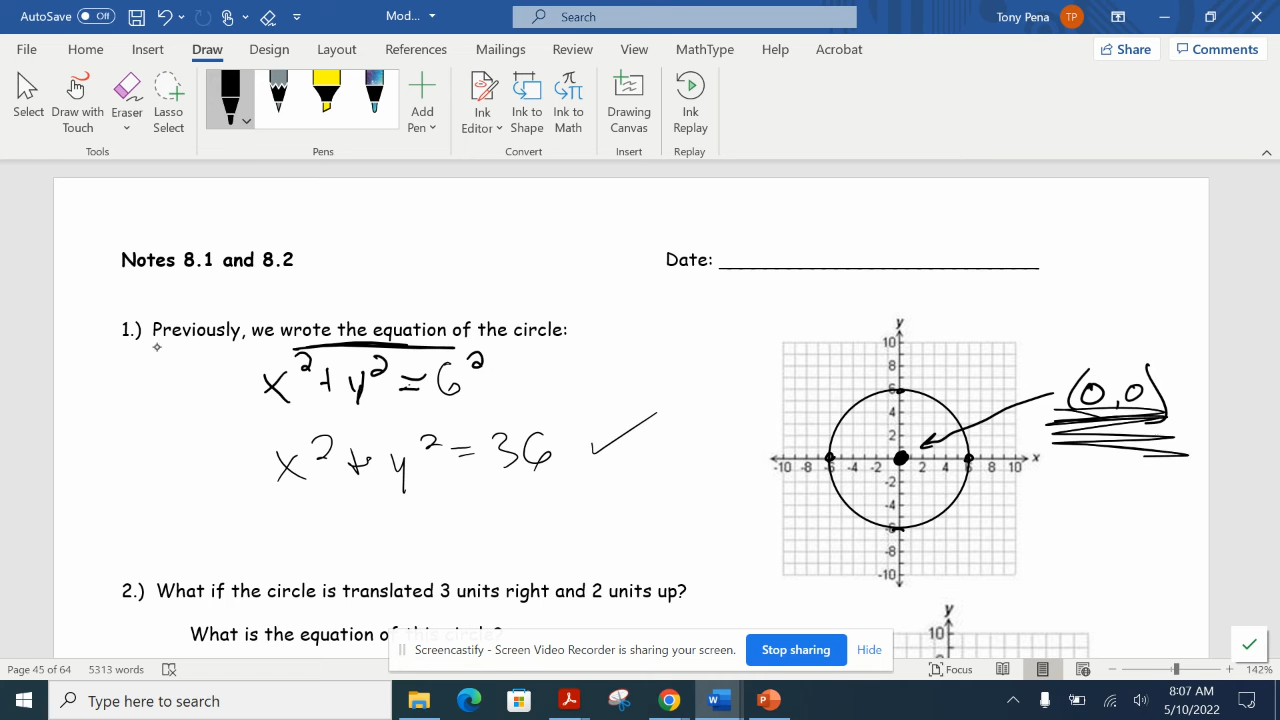 AutoSave Off Mod... Search Tony Pena TP
File Home Insert Draw Design Layout References Mailings Review View MathType Help Acrobat Share Comments
Select Draw with Touch Eraser Lasso Select Add Pen Ink Editor Ink to Shape Ink to Math Drawing Canvas Ink Replay
Tools Pens Convert Insert Replay
Notes 8.1 and 8.2 Date: ___________________________
1.) Previously, we wrote the equation of the circle:
x² + y² = 6²
x² + y² = 36 ✓
y
10
8
6
4
2
-10 -8 -6 -4 -2 2 4 6 8 10 x
-2
-4
-6
-8
-10
(0,0)
2.) What if the circle is translated 3 units right and 2 units up?
What is the equation of this circle?
y
10
Screencastify - Screen Video Recorder is sharing your screen. Stop sharing Hide
Page 45 of 64 5313 words Focus 142%
Type here to search
8:07 AM
5/10/2022